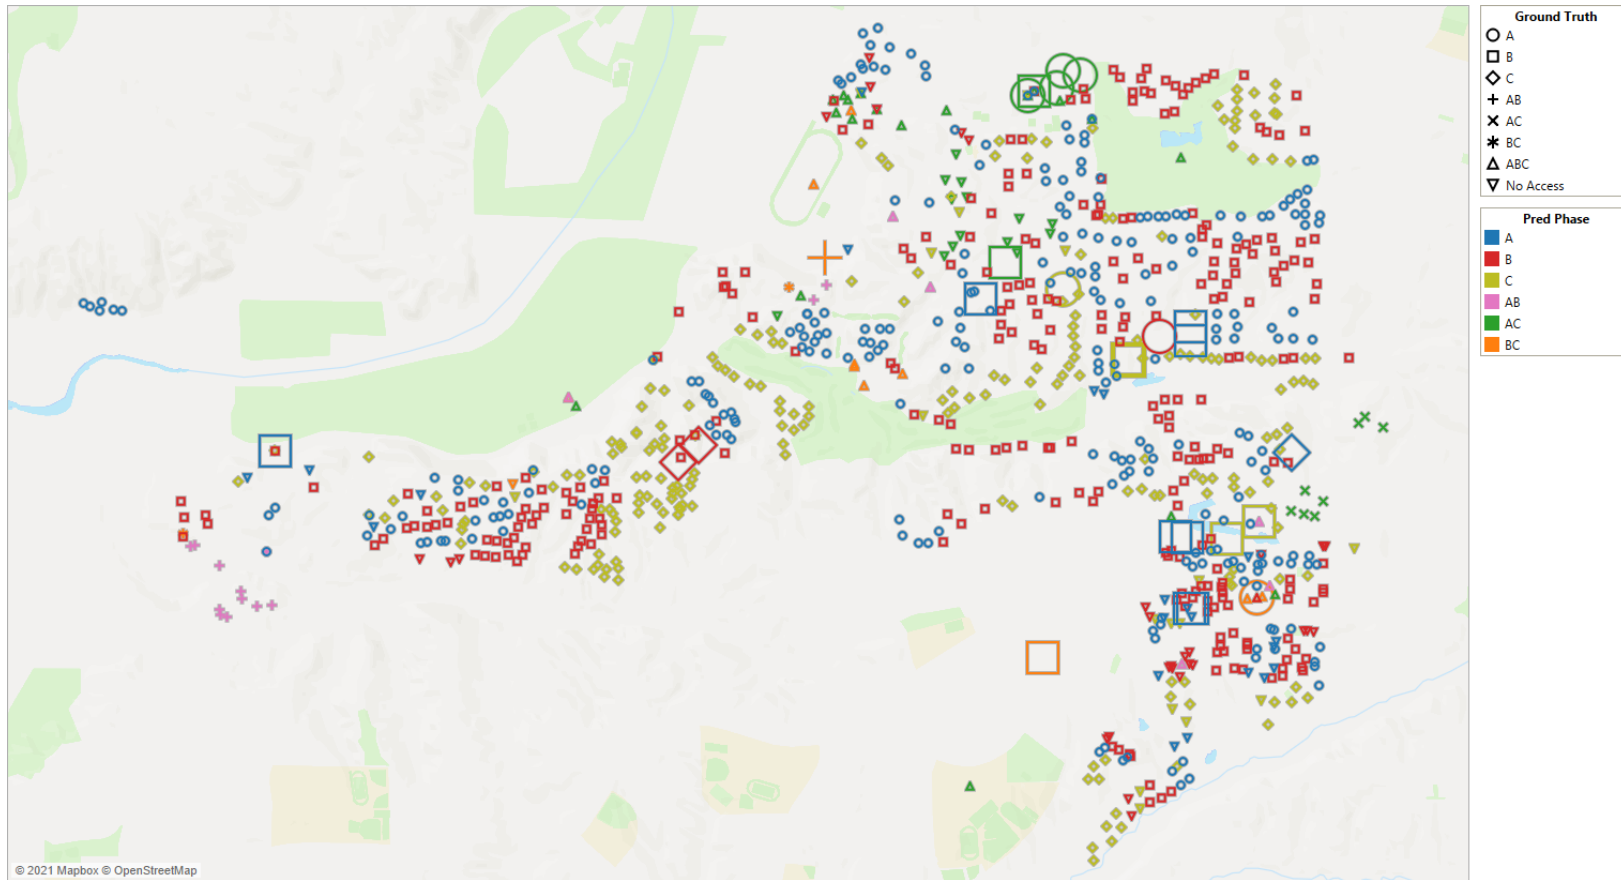 Ground Truth
A
B
C
AB
AC
BC
ABC
No Access
Pred Phase
A
B
C
AB
AC
BC
© 2021 Mapbox © OpenStreetMap